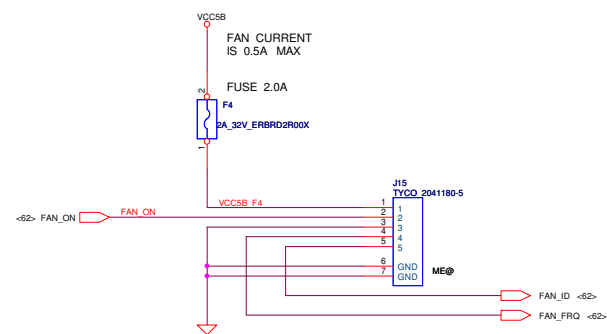 VCC5B
FAN CURRENT
IS 0.5A MAX
FUSE 2.0A
2
F4
2A_32V_ERBRD2R00X
1
J15
TYCO_2041180-5
VCC5B_F4
1 1
<62> FAN_ON FAN_ON 2 2
3 3
4 4
5 5
6 GND
7 GND
ME@
FAN_ID <62>
FAN_FRQ <62>